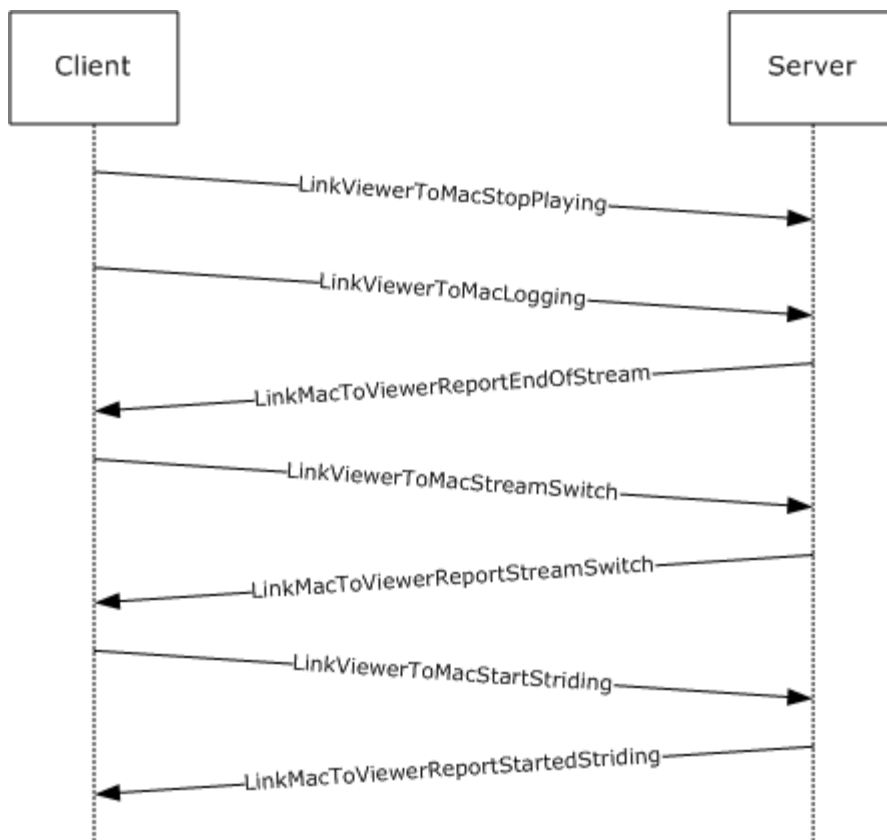 Client
Server
LinkViewerToMacStopPlaying
LinkViewerToMacLogging
LinkMacToViewerReportEndOfStream
LinkViewerToMacStreamSwitch
LinkMacToViewerReportStreamSwitch
LinkViewerToMacStartStriding
LinkMacToViewerReportStartedStriding